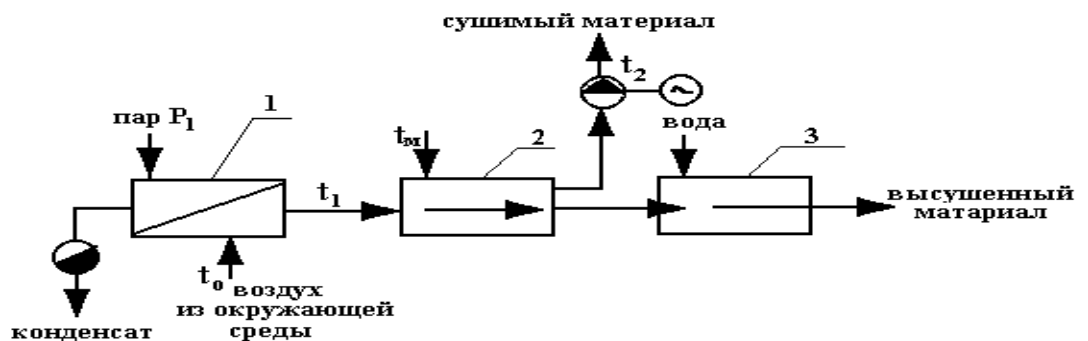 сушимый материал
t₂
1
пар P₁
tм
2
вода
3
t₁
высушенный
матариал
t₀ воздух
из окружающей
среды
конденсат
~